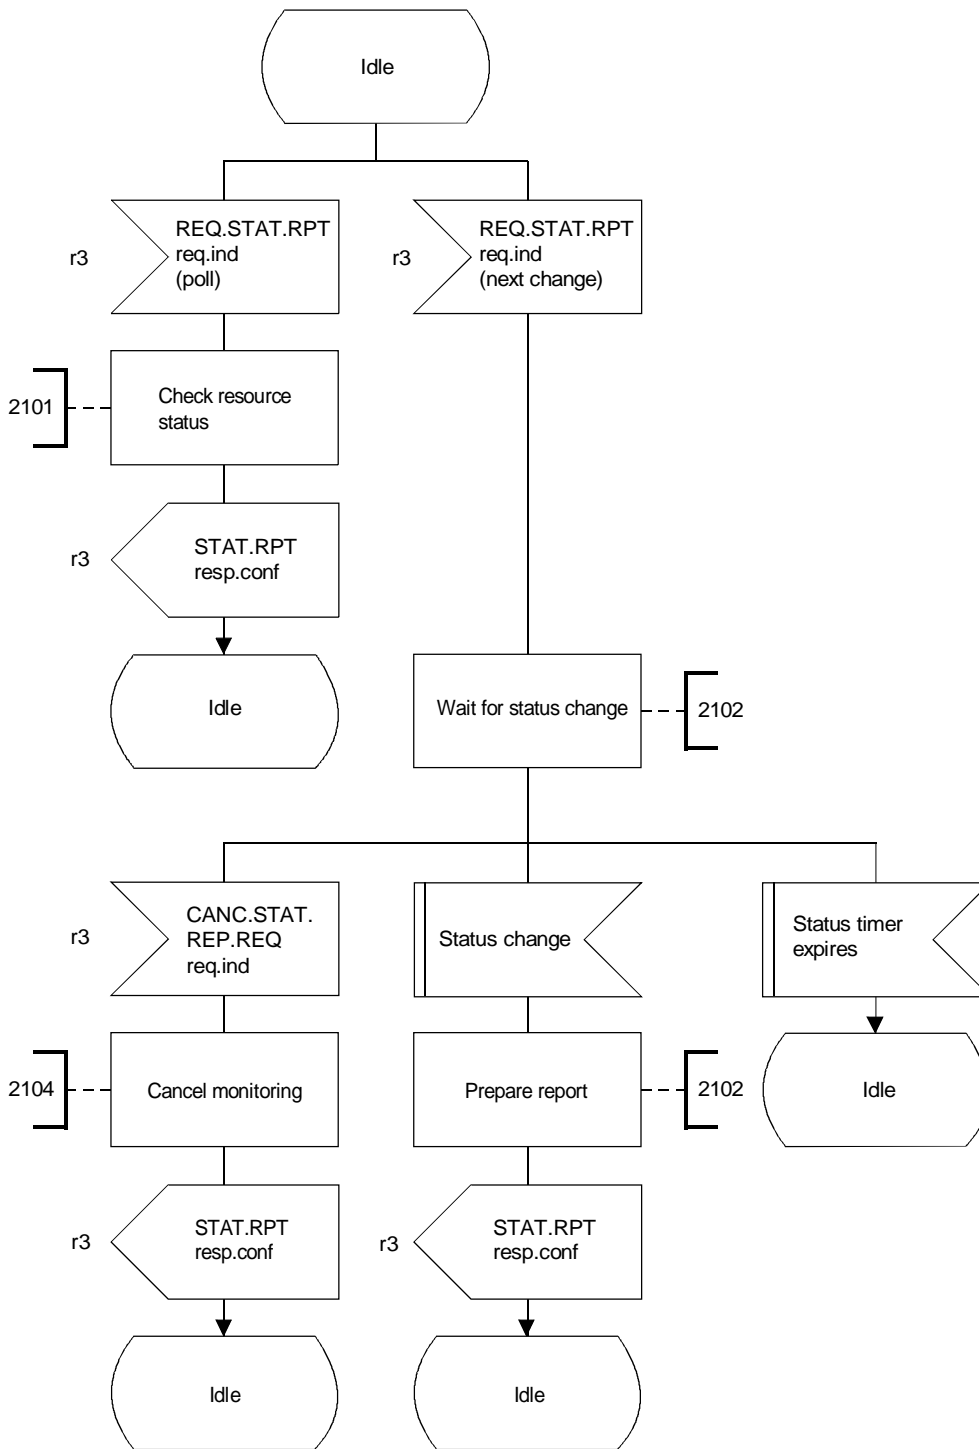 Idle
r3
REQ.STAT.RPT
req.ind
(poll)
r3
REQ.STAT.RPT
req.ind
(next change)
2101
Check resource
status
r3
STAT.RPT
resp.conf
Idle
Wait for status change
2102
r3
CANC.STAT.
REP.REQ
req.ind
Status change
Status timer
expires
2104
Cancel monitoring
Prepare report
2102
Idle
r3
STAT.RPT
resp.conf
r3
STAT.RPT
resp.conf
Idle
Idle